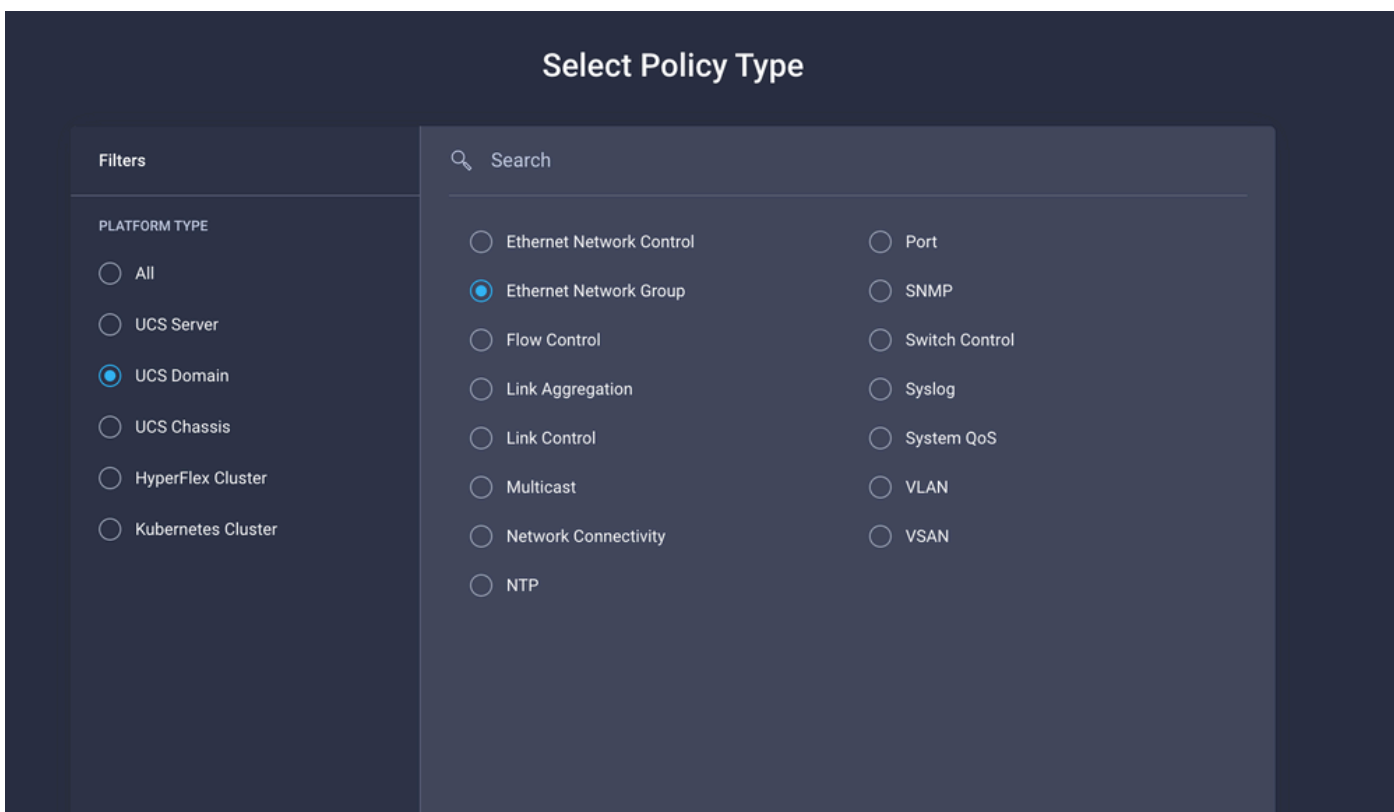 Select Policy Type
Filters
PLATFORM TYPE
All
UCS Server
UCS Domain
UCS Chassis
HyperFlex Cluster
Kubernetes Cluster
Search
Ethernet Network Control
Ethernet Network Group
Flow Control
Link Aggregation
Link Control
Multicast
Network Connectivity
NTP
Port
SNMP
Switch Control
Syslog
System QoS
VLAN
VSAN